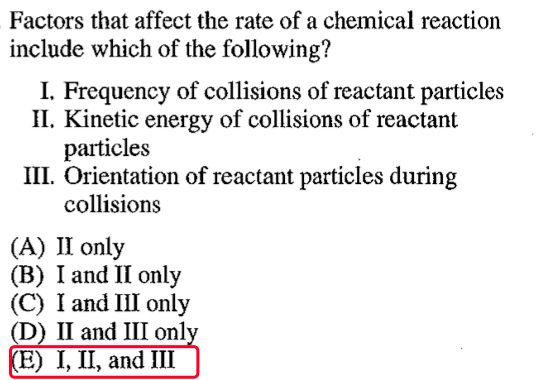 Factors that affect the rate of a chemical reaction
include which of the following?
I. Frequency of collisions of reactant particles
II. Kinetic energy of collisions of reactant
particles
III. Orientation of reactant particles during
collisions
(A) II only
(B) I and II only
(C) I and III only
(D) II and III only
(E) I, II, and III